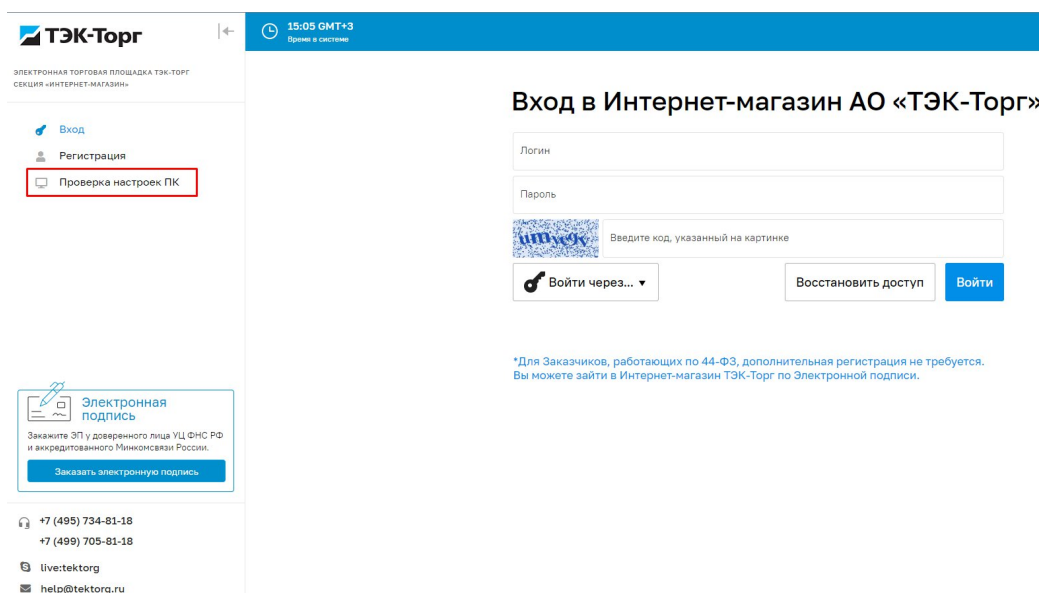 ТЭК-Торг
ЭЛЕКТРОННАЯ ТОРГОВАЯ ПЛОЩАДКА ТЭК-ТОРГ
СЕКЦИЯ «ИНТЕРНЕТ-МАГАЗИН»
Вход
Регистрация
Проверка настроек ПК
Электронная
подпись
Закажите ЭП у доверенного лица УЦ ФНС РФ
и аккредитованного Минкомсвязи России.
Заказать электронную подпись
+7 (495) 734-81-18
+7 (499) 705-81-18
live:tektorg
help@tektorg.ru
15:05 GMT+3
Время в системе
Вход в Интернет-магазин АО «ТЭК-Торг»
Логин
Пароль
Введите код, указанный на картинке
Войти через...
Восстановить доступ
Войти
*Для Заказчиков, работающих по 44-ФЗ, дополнительная регистрация не требуется.
Вы можете зайти в Интернет-магазин ТЭК-Торг по Электронной подписи.